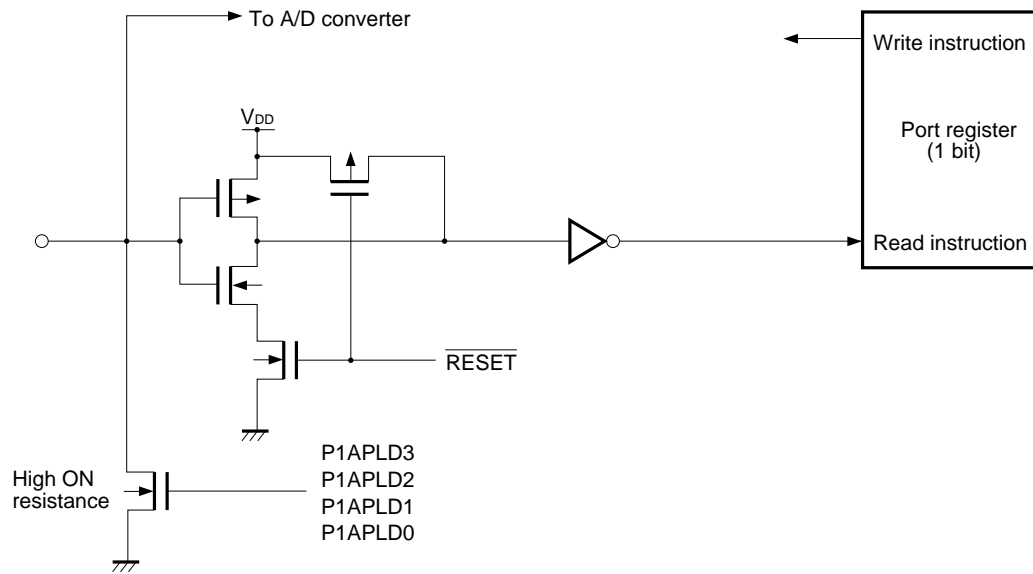 To A/D converter
Write instruction
VDD
Port register
(1 bit)
Read instruction
RESET
High ON
resistance
P1APLD3
P1APLD2
P1APLD1
P1APLD0